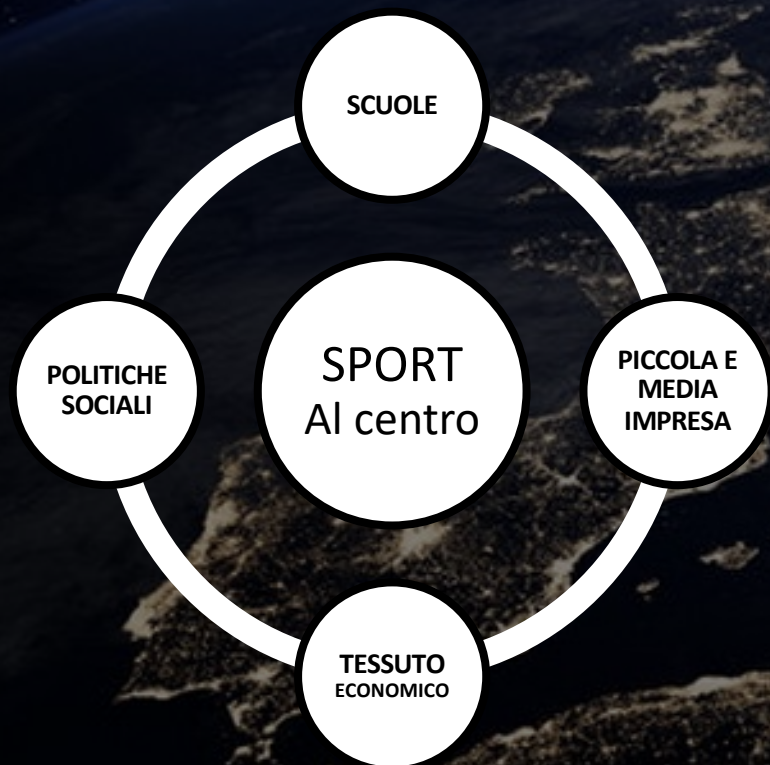 SCUOLE
POLITICHE
SOCIALI
SPORT
Al centro
PICCOLA E
MEDIA
IMPRESA
TESSUTO
ECONOMICO